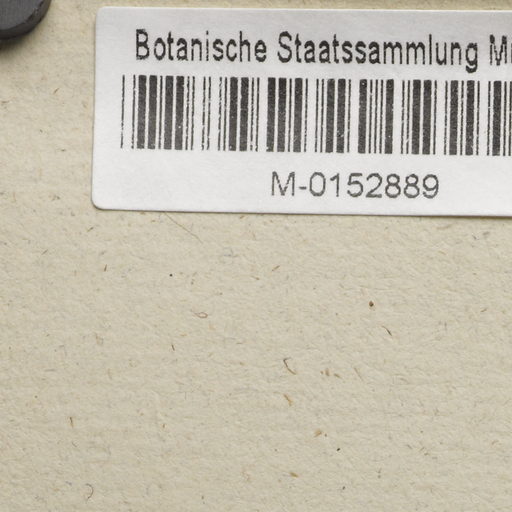 Botanische Staatssammlung
M-0152889